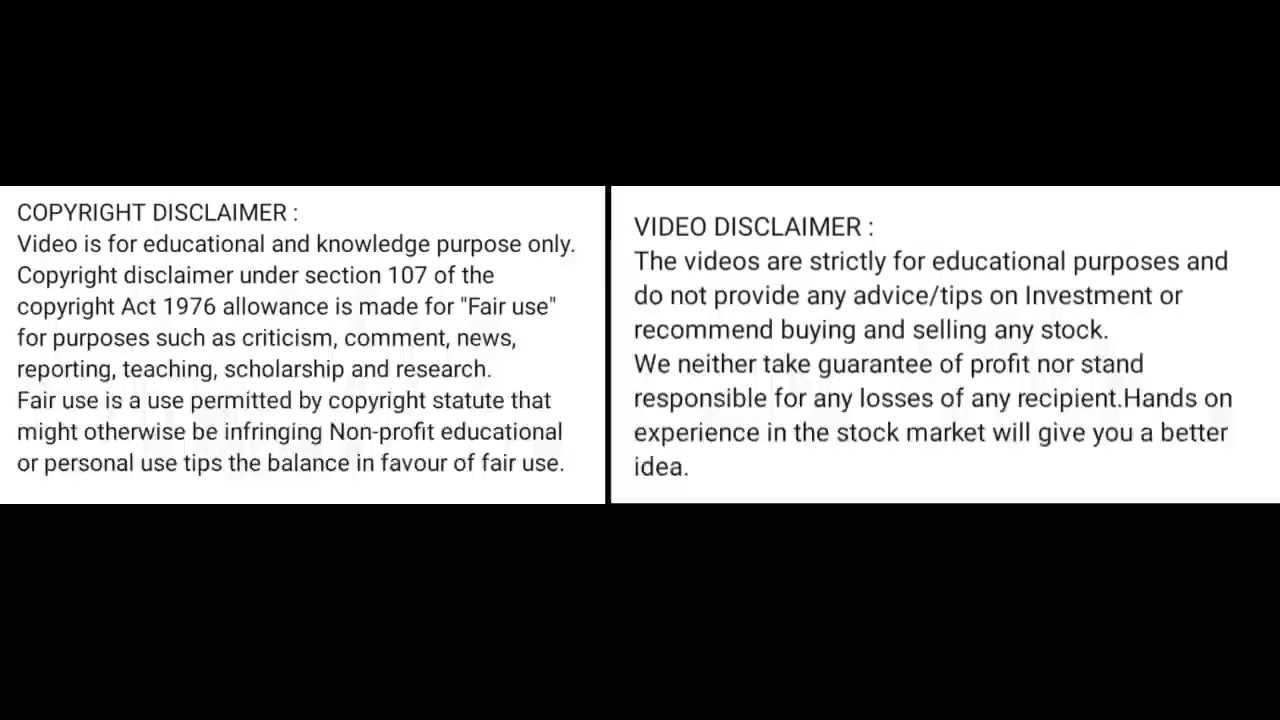 COPYRIGHT DISCLAIMER :
Video is for educational and knowledge purpose only.
Copyright disclaimer under section 107 of the
copyright Act 1976 allowance is made for "Fair use"
for purposes such as criticism, comment, news,
reporting, teaching, scholarship and research.
Fair use is a use permitted by copyright statute that
might otherwise be infringing Non-profit educational
or personal use tips the balance in favour of fair use.
VIDEO DISCLAIMER :
The videos are strictly for educational purposes and
do not provide any advice/tips on Investment or
recommend buying and selling any stock.
We neither take guarantee of profit nor stand
responsible for any losses of any recipient.Hands on
experience in the stock market will give you a better
idea.